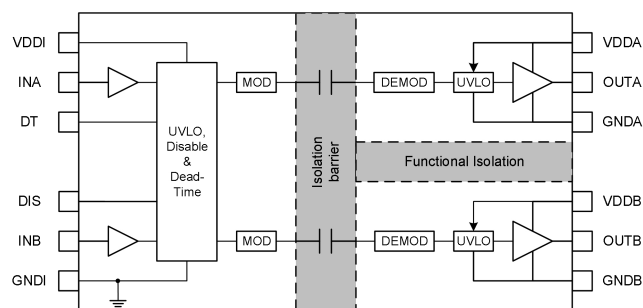 VDDI
INA
DT
DIS
INB
GNDI
UVLO,
Disable
&
Dead-
Time
MOD
MOD
Isolation
barrier
DEMOD
UVLO
Functional Isolation
DEMOD
UVLO
VDDA
OUTA
GNDA
VDDB
OUTB
GNDB